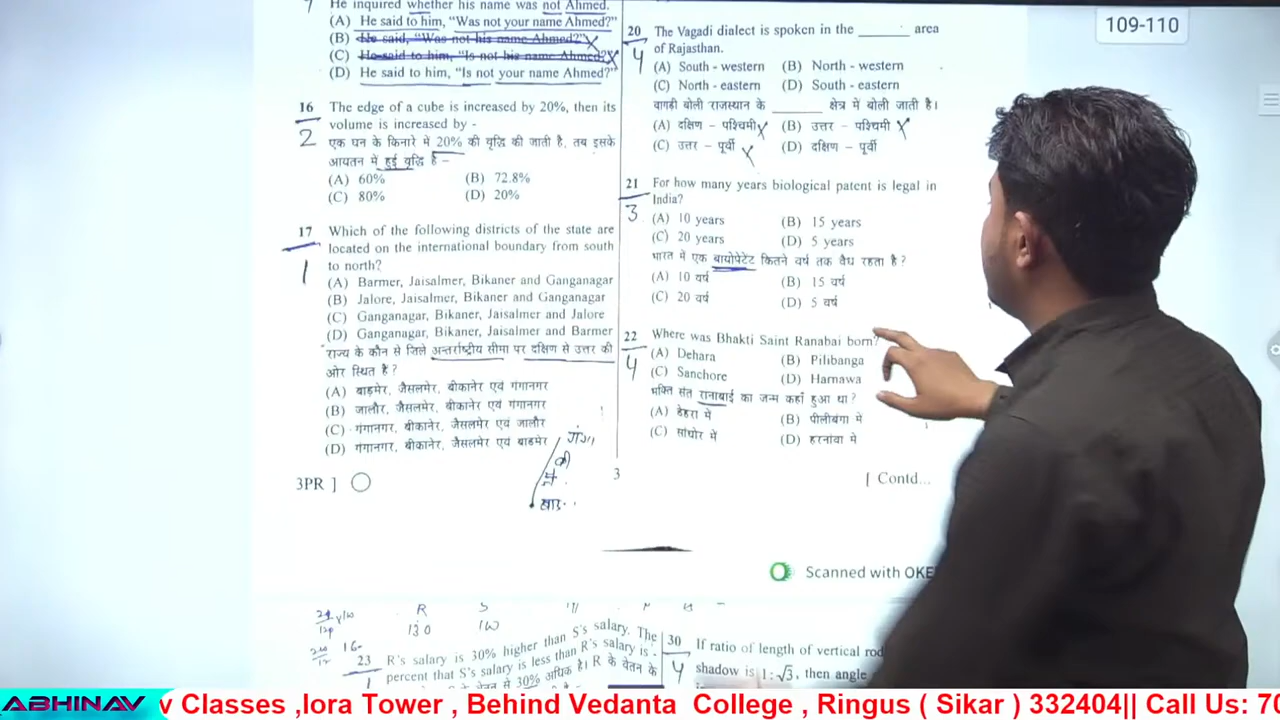 7 He inquired whether his name was not Ahmed.
(A) He said to him, “Was not your name Ahmed?”
(B) He said, “Was not his name Ahmed?”
(C) He said to him, “Is not his name Ahmed?”
(D) He said to him, “Is not your name Ahmed?”
16 The edge of a cube is increased by 20%, then its
2 volume is increased by -
एक घन के किनारे में 20% की वृद्धि की जाती है, तब इसके
आयतन में हुई वृद्धि है –
(A) 60% (B) 72.8%
(C) 80% (D) 20%
17 Which of the following districts of the state are
1 located on the international boundary from south
to north?
(A) Barmer, Jaisalmer, Bikaner and Ganganagar
(B) Jalore, Jaisalmer, Bikaner and Ganganagar
(C) Ganganagar, Bikaner, Jaisalmer and Jalore
(D) Ganganagar, Bikaner, Jaisalmer and Barmer
राज्य के कौन से जिले अन्तर्राष्ट्रीय सीमा पर दक्षिण से उत्तर की
ओर स्थित है?
(A) बाड़मेर, जैसलमेर, बीकानेर एवं गंगानगर
(B) जालौर, जैसलमेर, बीकानेर एवं गंगानगर
(C) गंगानगर, बीकानेर, जैसलमेर एवं जालौर
(D) गंगानगर, बीकानेर, जैसलमेर एवं बाडमेर
3PR ]
3
20 The Vagadi dialect is spoken in the ______ area
4 of Rajasthan.
(A) South - western (B) North - western
(C) North - eastern (D) South - eastern
वागड़ी बोली राजस्थान के ______ क्षेत्र में बोली जाती है।
(A) दक्षिण – पश्चिमी (B) उत्तर – पश्चिमी
(C) उत्तर – पूर्वी (D) दक्षिण – पूर्वी
21 For how many years biological patent is legal in
3 India?
(A) 10 years (B) 15 years
(C) 20 years (D) 5 years
भारत में एक बायोपेटेट कितने वर्ष तक वैध रहता है?
(A) 10 वर्ष (B) 15 वर्ष
(C) 20 वर्ष (D) 5 वर्ष
22 Where was Bhakti Saint Ranabai born?
4 (A) Dehara (B) Pilibanga
(C) Sanchore (D) Harnawa
भक्ति संत रानाबाई का जन्म कहाँ हुआ था?
(A) देहरा में (B) पीलीबंगा में
(C) सांचोर में (D) हरनांवा मे
[ Contd...
109-110
Scanned with OKE
R S
130
23 R's salary is 30% higher than S's salary. The
percent that S's salary is less than R's salary is -
से 30% अधिक है। R के वेतन के
30 If ratio of length of vertical rod
4 shadow is 1:√3, then angle
ABHINAV
v Classes ,Iora Tower , Behind Vedanta College , Ringus ( Sikar ) 332404|| Call Us: 70